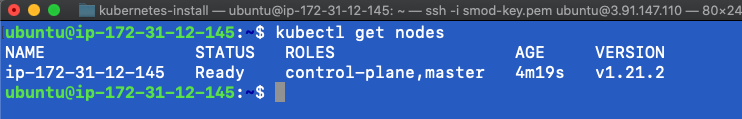 kubernetes-install — ubuntu@ip-172-31-12-145: ~ — ssh -i smod-key.pem ubuntu@3.91.147.110 — 80×24
ubuntu@ip-172-31-12-145:~$ kubectl get nodes
NAME STATUS ROLES AGE VERSION
ip-172-31-12-145 Ready control-plane,master 4m19s v1.21.2
ubuntu@ip-172-31-12-145:~$